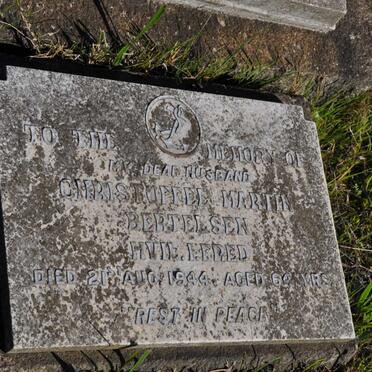 TO THE MEMORY OF
MY DEAR HUSBAND
CHRISTOFFER MARTIN
BERTELSEN
HVIL I FRED
DIED 21ST AUG. 1944. AGED 64 YRS
REST IN PEACE